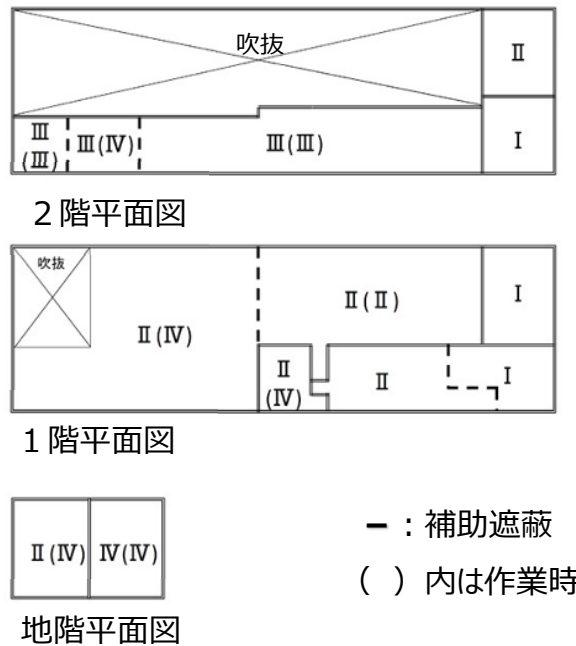 吹抜
Ⅱ
Ⅲ
(Ⅲ)
Ⅲ(Ⅳ)
Ⅲ(Ⅲ)
Ⅰ
２階平面図
吹抜
Ⅱ(Ⅳ)
Ⅱ(Ⅱ)
Ⅰ
Ⅱ
(Ⅳ)
Ⅱ
Ⅰ
１階平面図
Ⅱ(Ⅳ)
Ⅳ(Ⅳ)
地階平面図
：補助遮蔽
（ ）内は作業時